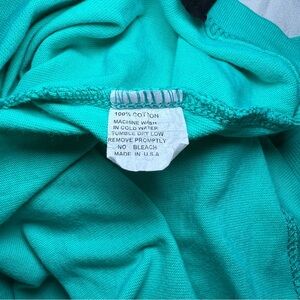 100% COTTON
MACHINE WASH
IN COLD WATER
TUMBLE DRY LOW
REMOVE PROMPTLY
NO BLEACH
MADE IN U.S.A